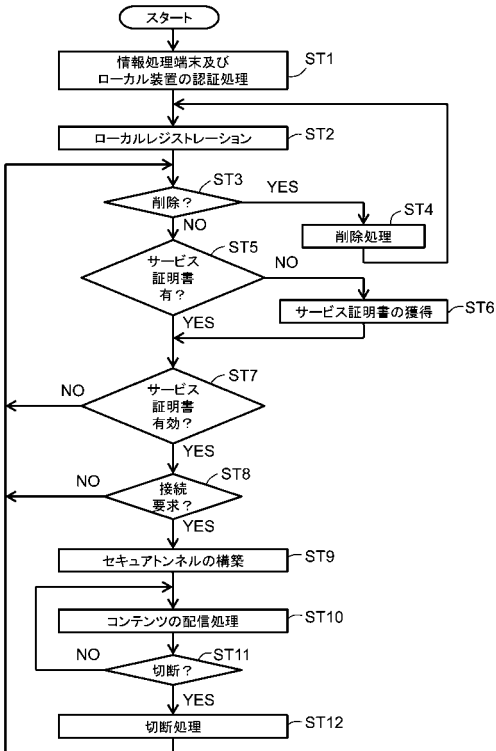 スタート
情報処理端末及び
ローカル装置の認証処理
ST1
ローカルレジストレーション
ST2
ST3
削除？
YES
NO
ST4
削除処理
ST5
サービス
証明書
有？
NO
YES
サービス証明書の獲得
ST6
ST7
サービス
証明書
有効？
NO
YES
ST8
接続
要求？
NO
YES
セキュアトンネルの構築
ST9
コンテンツの配信処理
ST10
ST11
切断？
NO
YES
切断処理
ST12